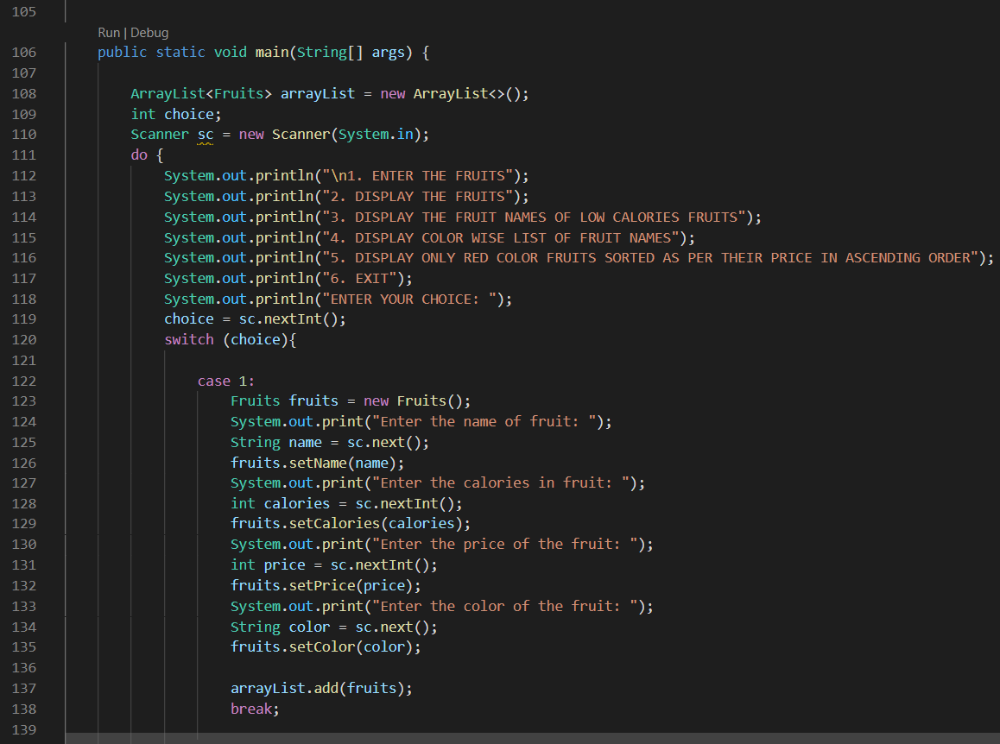 105
Run | Debug
106 public static void main(String[] args) {
107
108 ArrayList<Fruits> arrayList = new ArrayList<>();
109 int choice;
110 Scanner sc = new Scanner(System.in);
111 do {
112 System.out.println("\n1. ENTER THE FRUITS");
113 System.out.println("2. DISPLAY THE FRUITS");
114 System.out.println("3. DISPLAY THE FRUIT NAMES OF LOW CALORIES FRUITS");
115 System.out.println("4. DISPLAY COLOR WISE LIST OF FRUIT NAMES");
116 System.out.println("5. DISPLAY ONLY RED COLOR FRUITS SORTED AS PER THEIR PRICE IN ASCENDING ORDER");
117 System.out.println("6. EXIT");
118 System.out.println("ENTER YOUR CHOICE: ");
119 choice = sc.nextInt();
120 switch (choice){
121
122 case 1:
123 Fruits fruits = new Fruits();
124 System.out.print("Enter the name of fruit: ");
125 String name = sc.next();
126 fruits.setName(name);
127 System.out.print("Enter the calories in fruit: ");
128 int calories = sc.nextInt();
129 fruits.setCalories(calories);
130 System.out.print("Enter the price of the fruit: ");
131 int price = sc.nextInt();
132 fruits.setPrice(price);
133 System.out.print("Enter the color of the fruit: ");
134 String color = sc.next();
135 fruits.setColor(color);
136
137 arrayList.add(fruits);
138 break;
139